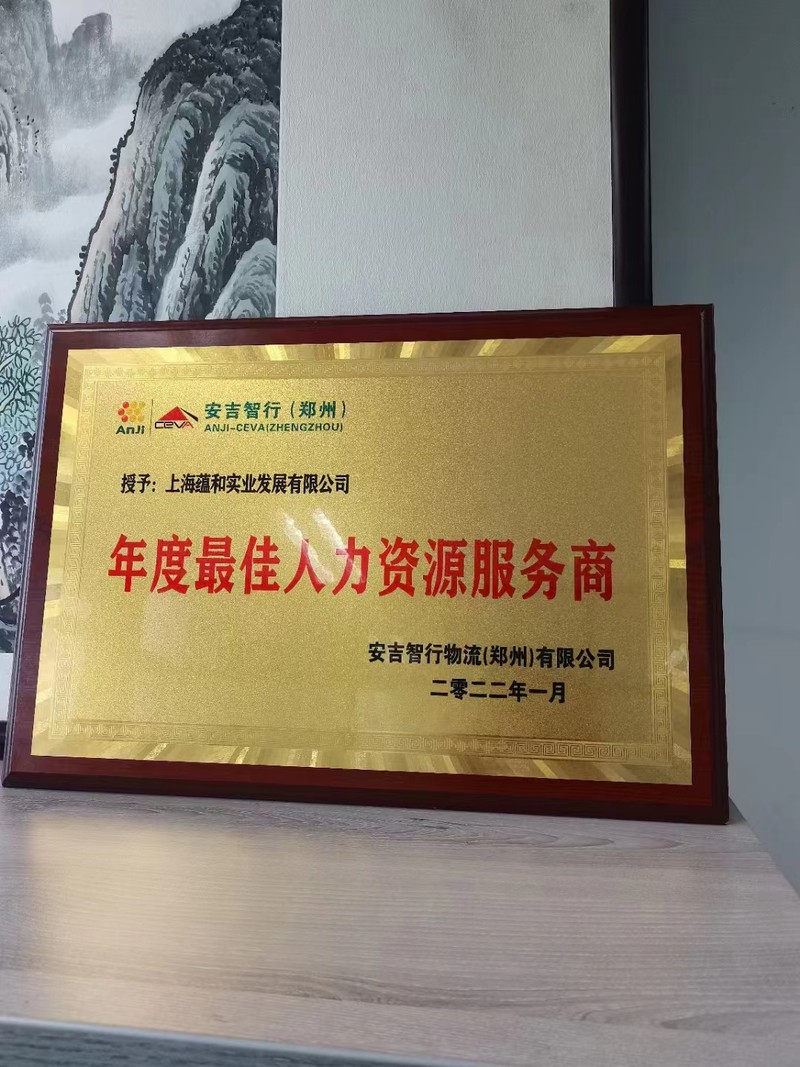 AnJi
CEVA
安吉智行（郑州）
ANJI-CEVA(ZHENGZHOU)
授予：上海蕴和实业发展有限公司
年度最佳人力资源服务商
安吉智行物流(郑州)有限公司
二零二二年一月